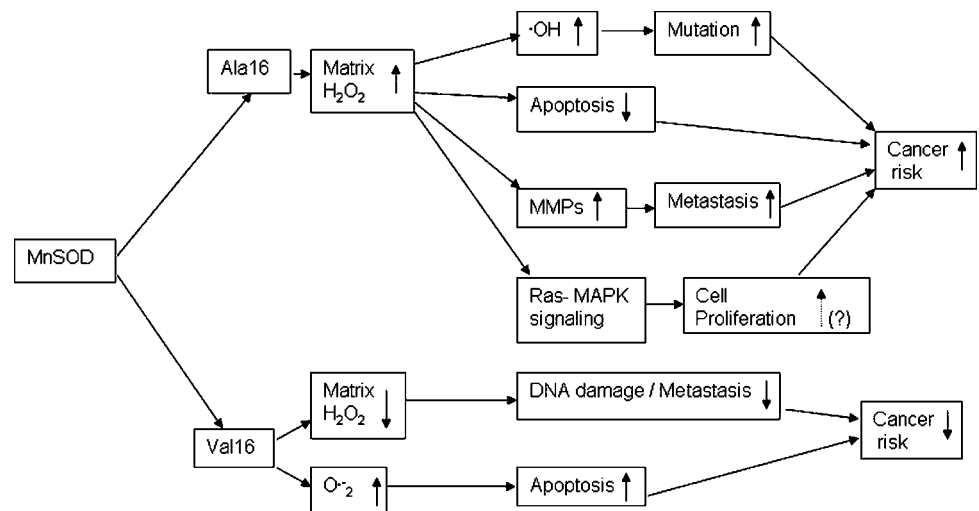 MnSOD
Ala16
Matrix
H₂O₂ ↑
·OH ↑
Mutation ↑
Apoptosis ↓
MMPs ↑
Metastasis ↑
Ras- MAPK
signaling
Cell
Proliferation ↑ (?)
Cancer
risk ↑
Val16
Matrix
H₂O₂ ↓
DNA damage / Metastasis ↓
O·-₂ ↑
Apoptosis ↑
Cancer
risk ↓